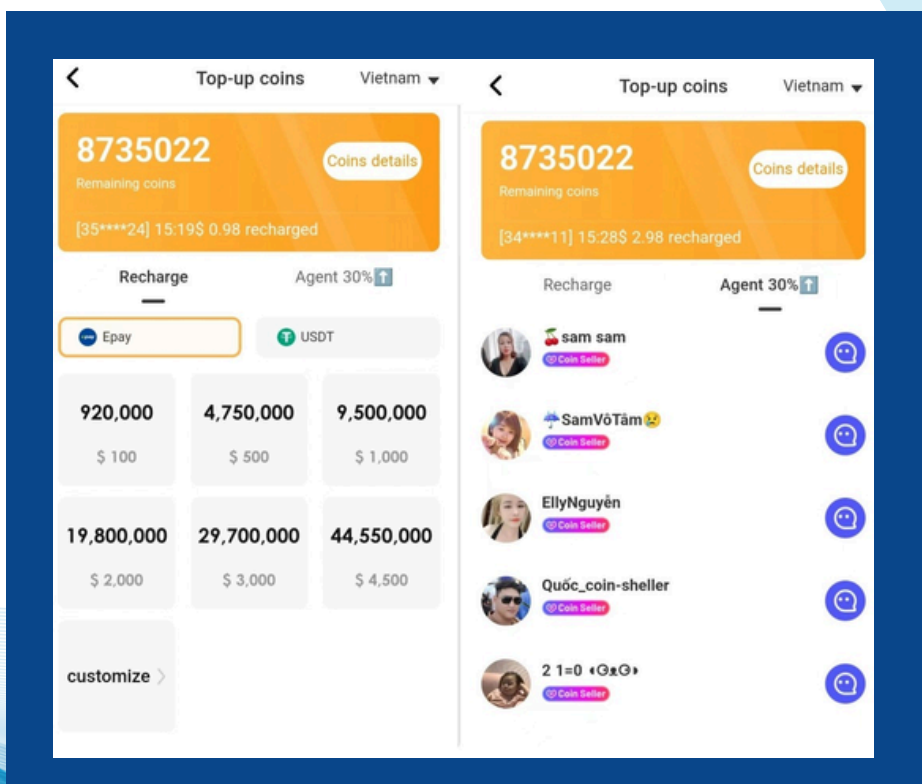 Top-up coins
Vietnam
8735022
Coins details
Remaining coins
[35****24] 15:19$ 0.98 recharged
Recharge
Agent 30%⬆️
Epay
USDT
920,000
4,750,000
9,500,000
$ 100
$ 500
$ 1,000
19,800,000
29,700,000
44,550,000
$ 2,000
$ 3,000
$ 4,500
customize
Top-up coins
Vietnam
8735022
Coins details
Remaining coins
[34****11] 15:28$ 2.98 recharged
Recharge
Agent 30%⬆️
🍒sam sam
Coin Seller
☔SamVôTâm😢
Coin Seller
EllyNguyễn
Coin Seller
Quốc_coin-sheller
Coin Seller
2 1=0
Coin Seller